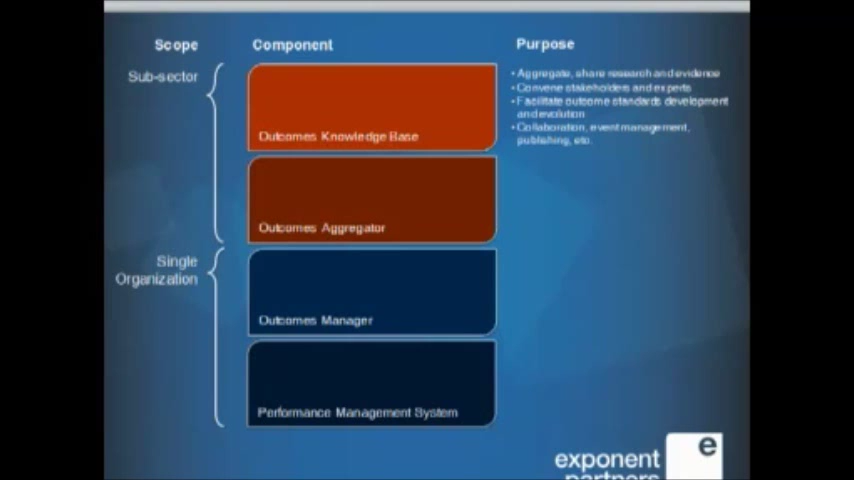 Scope
Component
Purpose
Sub-sector
• Aggregate, share research and evidence
• Convene stakeholders and experts
• Facilitate outcome standards development
and evolution
• Collaboration, event management,
publishing, etc.
Outcomes Knowledge Base
Outcomes Aggregator
Single
Organization
Outcomes Manager
Performance Management System
e
exponent
partners